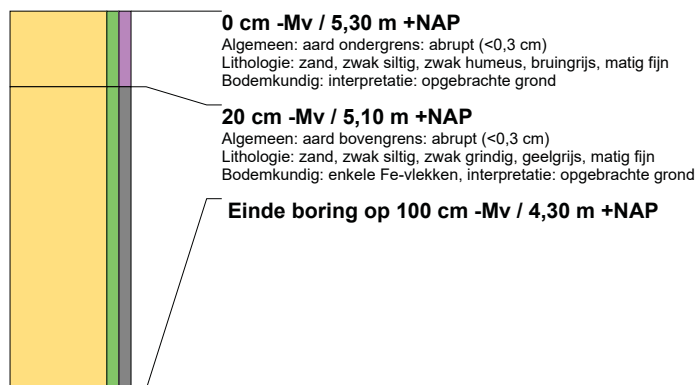 0 cm -Mv / 5,30 m +NAP
Algemeen: aard ondergrens: abrupt (<0,3 cm)
Lithologie: zand, zwak siltig, zwak humeus, bruingrijs, matig fijn
Bodemkundig: interpretatie: opgebrachte grond
20 cm -Mv / 5,10 m +NAP
Algemeen: aard bovengrens: abrupt (<0,3 cm)
Lithologie: zand, zwak siltig, zwak grindig, geelgrijs, matig fijn
Bodemkundig: enkele Fe-vlekken, interpretatie: opgebrachte grond
Einde boring op 100 cm -Mv / 4,30 m +NAP